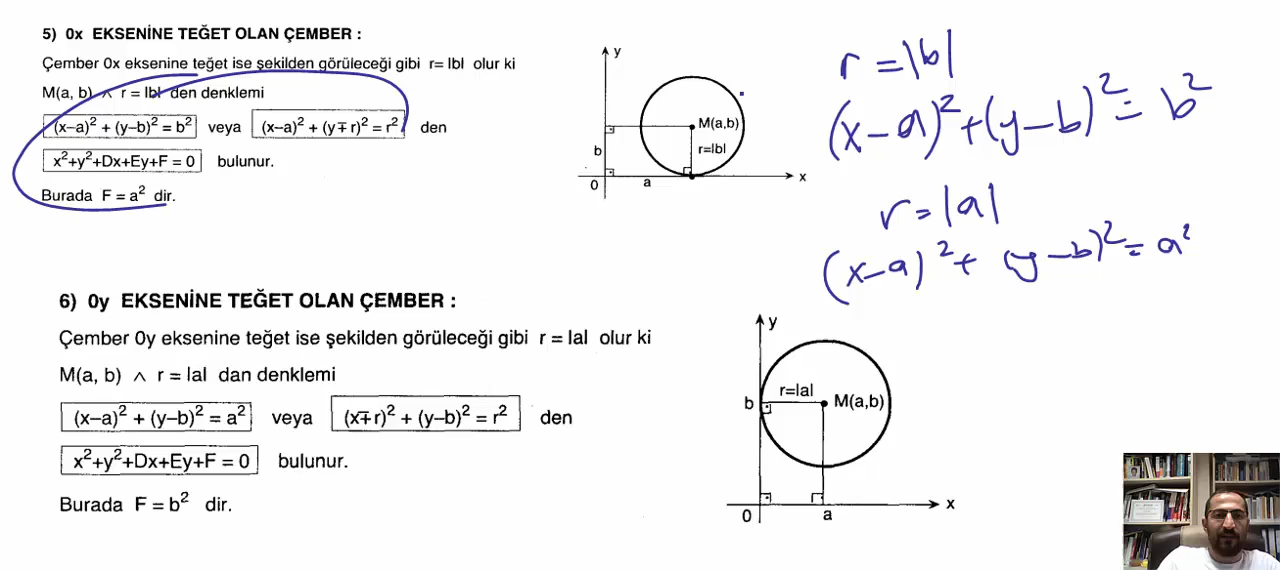 5) 0x EKSENİNE TEĞET OLAN ÇEMBER :
Çember 0x eksenine teğet ise şekilden görüleceği gibi r= lbl olur ki
M(a, b) ∧ r = lbl den denklemi
(x–a)² + (y–b)² = b² veya (x–a)² + (y∓r)² = r² den
x²+y²+Dx+Ey+F = 0 bulunur.
Burada F = a² dir.
y
M(a,b)
r=lbl
b
0
a
x
r = |b|
(x–a)² + (y–b)² = b²
r = |a|
(x–a)² + (y–b)² = a²
6) 0y EKSENİNE TEĞET OLAN ÇEMBER :
Çember 0y eksenine teğet ise şekilden görüleceği gibi r = lal olur ki
M(a, b) ∧ r = lal dan denklemi
(x–a)² + (y–b)² = a² veya (x∓r)² + (y–b)² = r² den
x²+y²+Dx+Ey+F = 0 bulunur.
Burada F = b² dir.
y
r=lal
b
M(a,b)
0
a
x